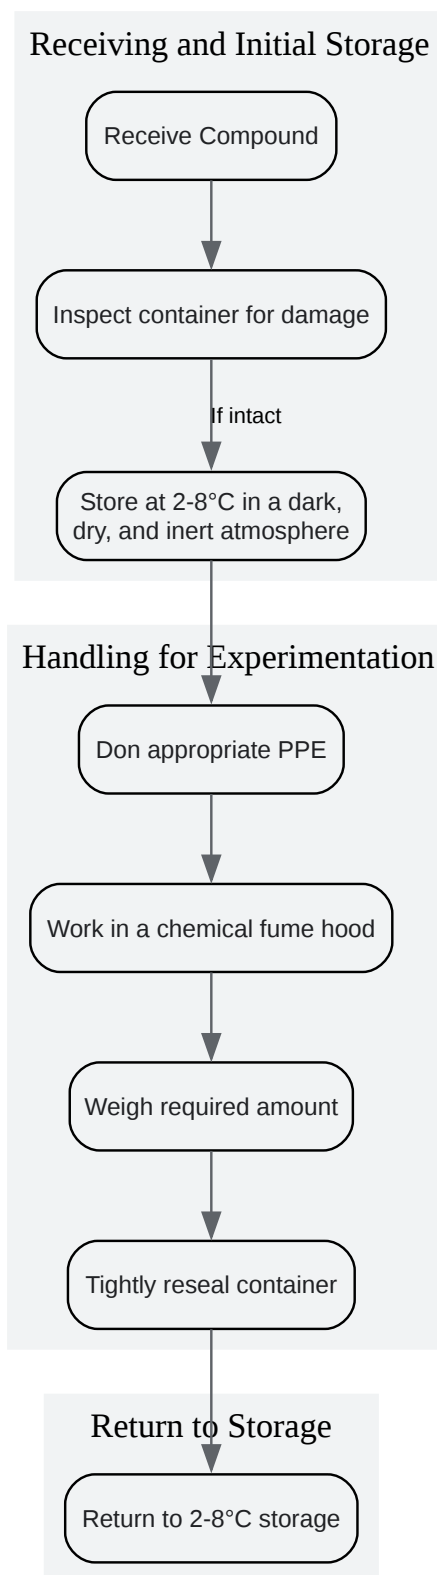 Receiving and Initial Storage
Receive Compound
Inspect container for damage
If intact
Store at 2-8°C in a dark,
dry, and inert atmosphere
Handling for Experimentation
Don appropriate PPE
Work in a chemical fume hood
Weigh required amount
Tightly reseal container
Return to Storage
Return to 2-8°C storage